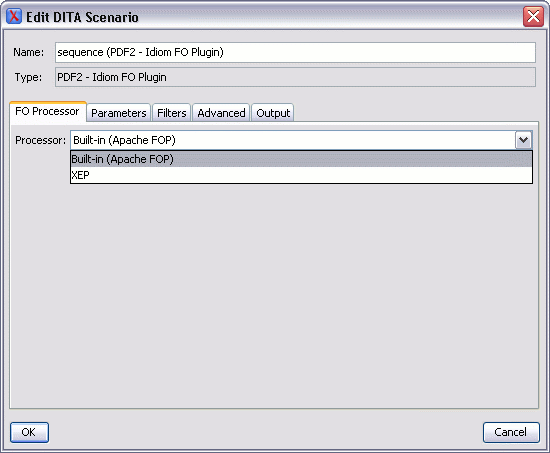 Edit DITA Scenario
Name: sequence (PDF2 - Idiom FO Plugin)
Type: PDF2 - Idiom FO Plugin
FO Processor Parameters Filters Advanced Output
Processor: Built-in (Apache FOP)
Built-in (Apache FOP)
XEP
OK Cancel